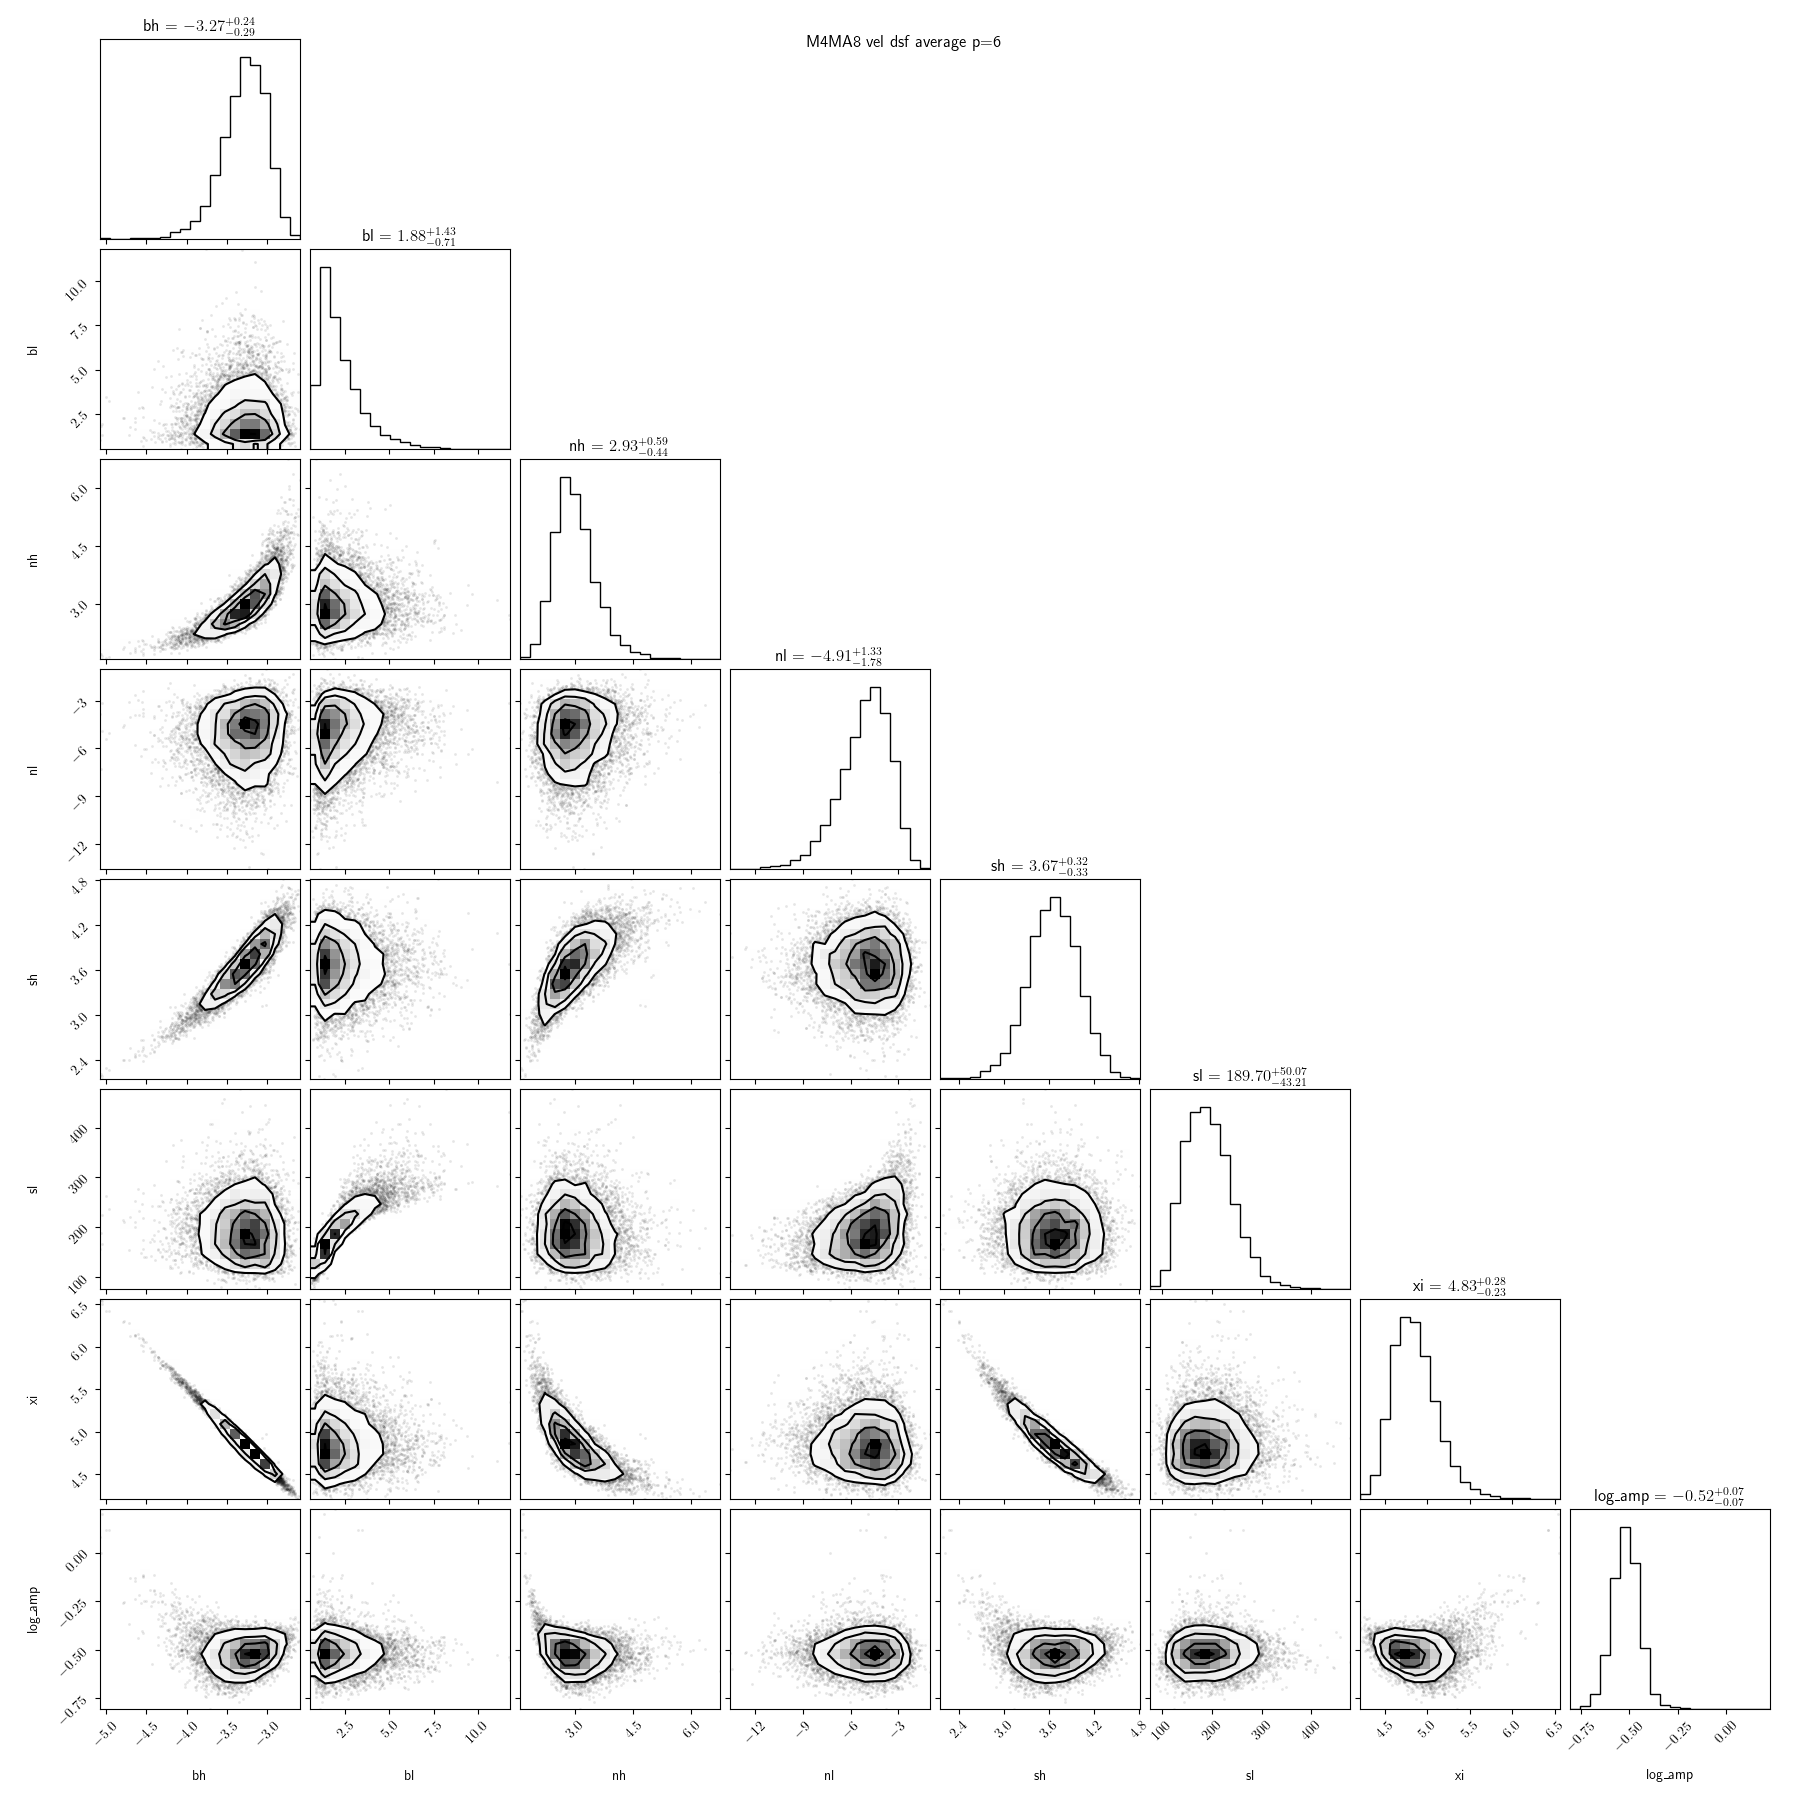 M4MA8 vel dsf average p=6
bh = −3.27+0.24−0.29
bl = 1.88+1.43−0.71
bl
10.0
7.5
5.0
2.5
nh = 2.93+0.59−0.44
nh
6.0
4.5
3.0
nl = −4.91+1.33−1.78
nl
−3
−6
−9
−12
sh = 3.67+0.32−0.33
sh
4.8
4.2
3.6
3.0
2.4
sl = 189.70+50.07−43.21
sl
400
300
200
100
xi = 4.83+0.28−0.23
xi
6.5
6.0
5.5
5.0
4.5
log_amp = −0.52+0.07−0.07
log_amp
0.00
−0.25
−0.50
−0.75
−5.0 −4.5 −4.0 −3.5 −3.0
2.5 5.0 7.5 10.0
3.0 4.5 6.0
−12 −9 −6 −3
2.4 3.0 3.6 4.2 4.8
100 200 300 400
4.5 5.0 5.5 6.0 6.5
−0.75 −0.50 −0.25 0.00
bh bl nh nl sh sl xi log_amp